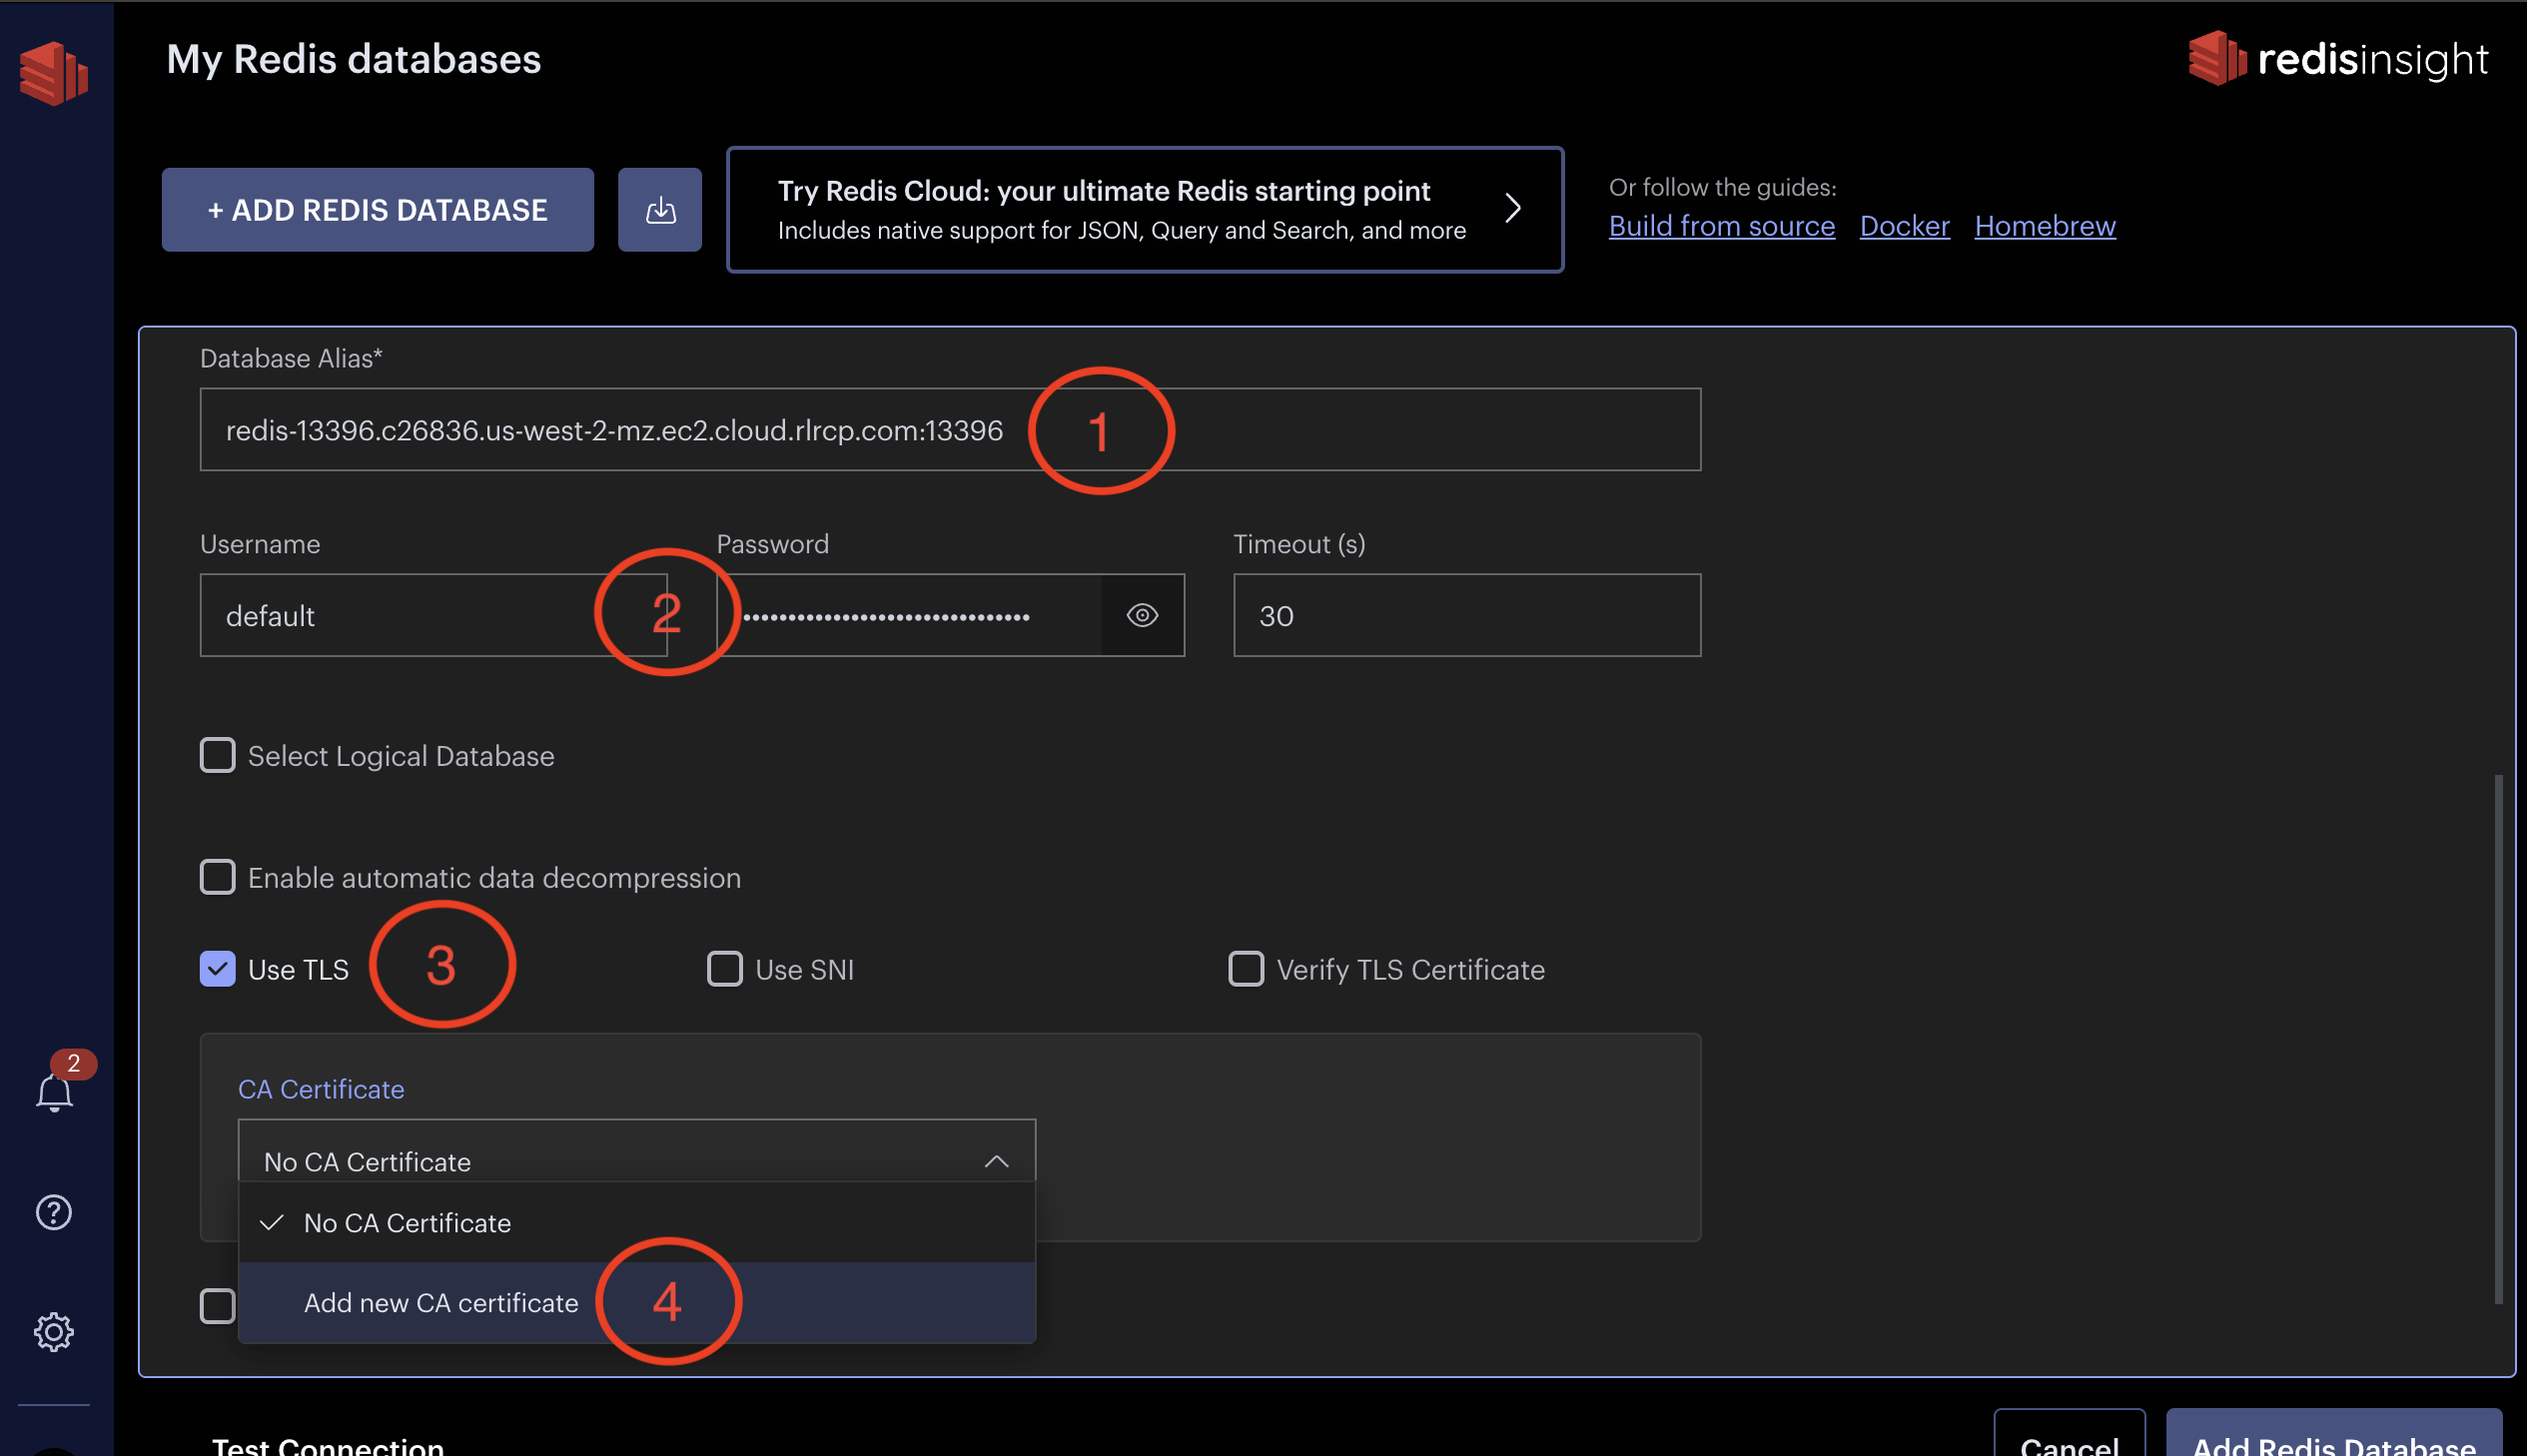 My Redis databases
redisinsight
+ ADD REDIS DATABASE
Try Redis Cloud: your ultimate Redis starting point
Includes native support for JSON, Query and Search, and more
Or follow the guides:
Build from source Docker Homebrew
Database Alias*
redis-13396.c26836.us-west-2-mz.ec2.cloud.rlrcp.com:13396
1
Username Password Timeout (s)
default 2 •••••••••••••••••••••••••••••••• 30
Select Logical Database
Enable automatic data decompression
Use TLS 3 Use SNI Verify TLS Certificate
2
CA Certificate
No CA Certificate
No CA Certificate
Add new CA certificate 4
Test Connection Cancel Add Redis Database